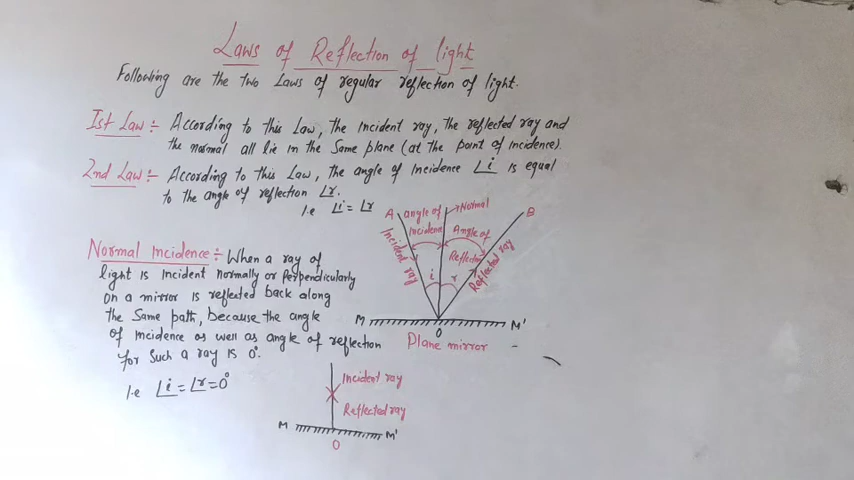 Laws of Reflection of light
Following are the two Laws of regular reflection of light.
Ist Law :- According to this Law, the incident ray, the reflected ray and
the normal all lie in the same plane (at the point of incidence).
2nd Law :- According to this Law, the angle of incidence ∠i is equal
to the angle of reflection ∠r.
i.e ∠i = ∠r
A
angle of
Incidence
Normal
Angle of
Reflection
B
Incident ray
Reflected ray
i
r
M
O
M'
Plane mirror
Normal Incidence :- When a ray of
light is incident normally or perpendicularly
on a mirror is reflected back along
the same path, because the angle
of incidence as well as angle of reflection
for such a ray is 0°.
i.e ∠i = ∠r = 0°
Incident ray
Reflected ray
M
M'
O